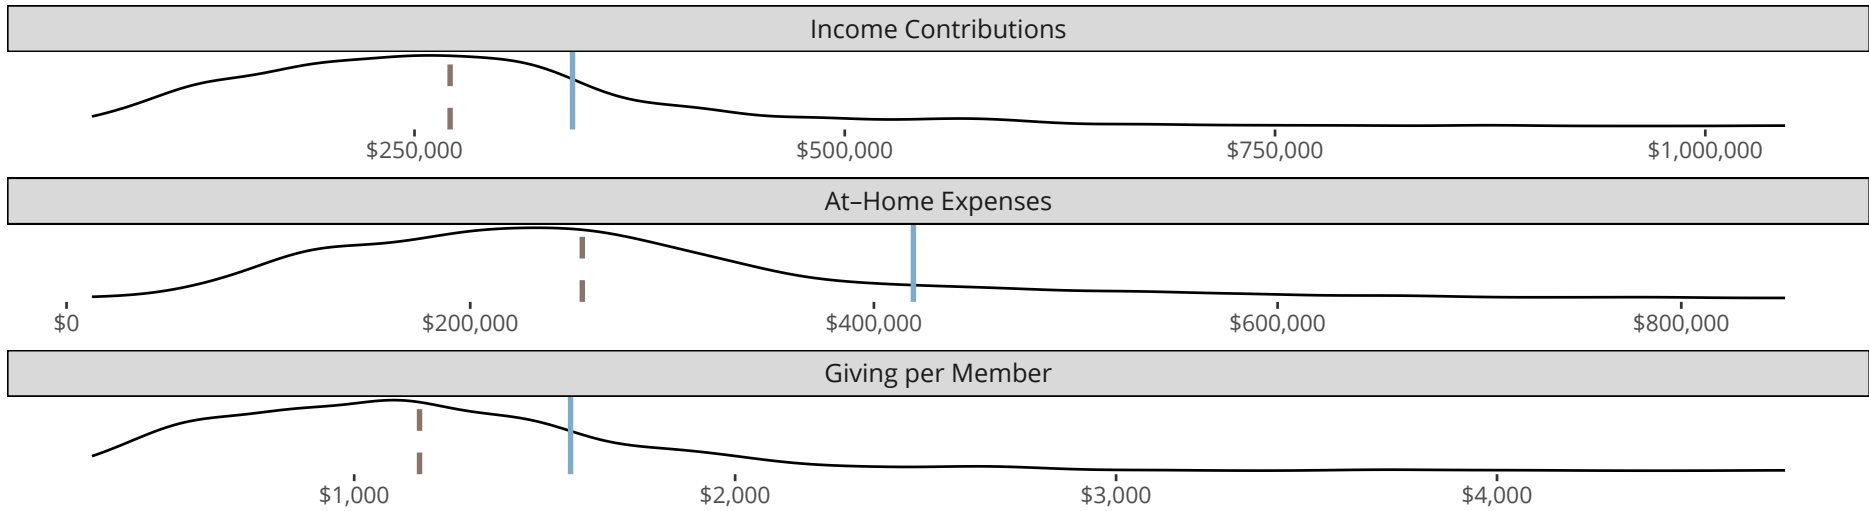 Income Contributions
$250,000 $500,000 $750,000 $1,000,000
At–Home Expenses
$0 $200,000 $400,000 $600,000 $800,000
Giving per Member
$1,000 $2,000 $3,000 $4,000